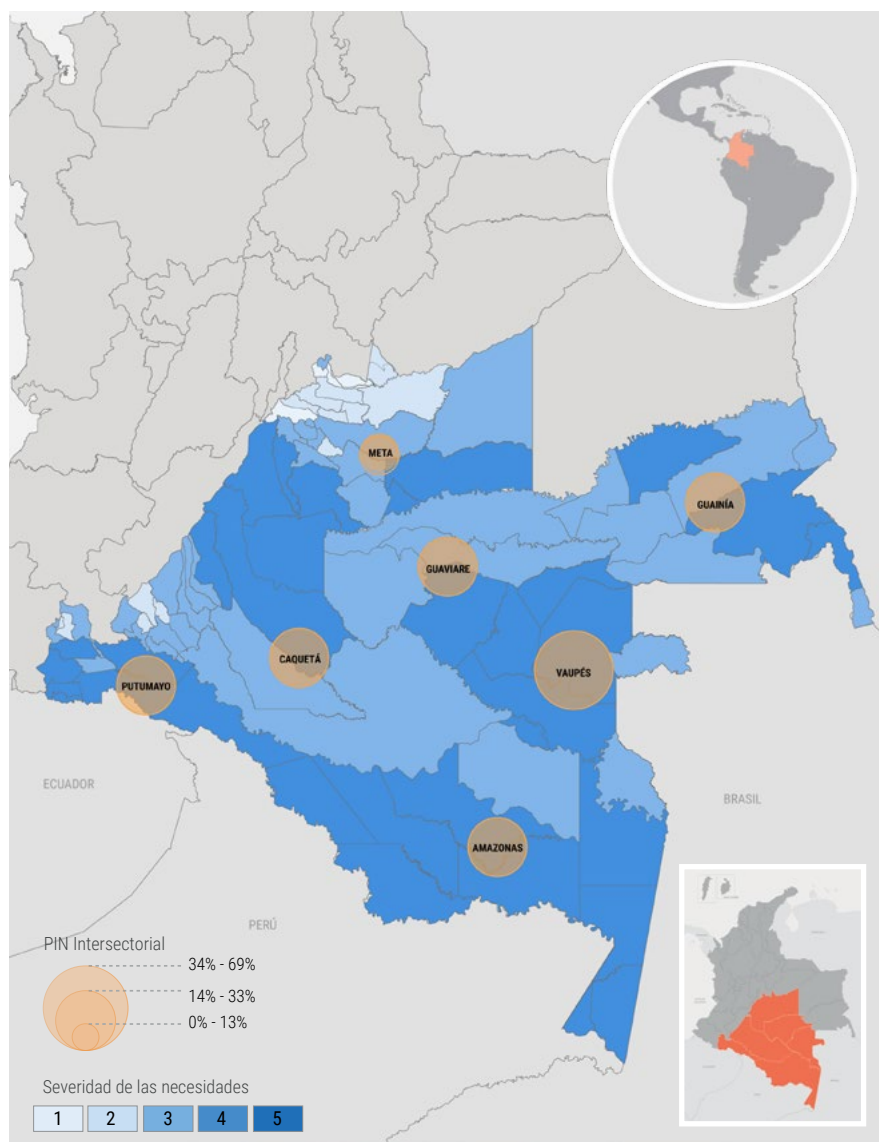 META
GUAINÍA
GUAVIARE
CAQUETÁ
VAUPÉS
PUTUMAYO
ECUADOR
BRASIL
AMAZONAS
PERÚ
PIN Intersectorial
34% - 69%
14% - 33%
0% - 13%
Severidad de las necesidades
1 2 3 4 5